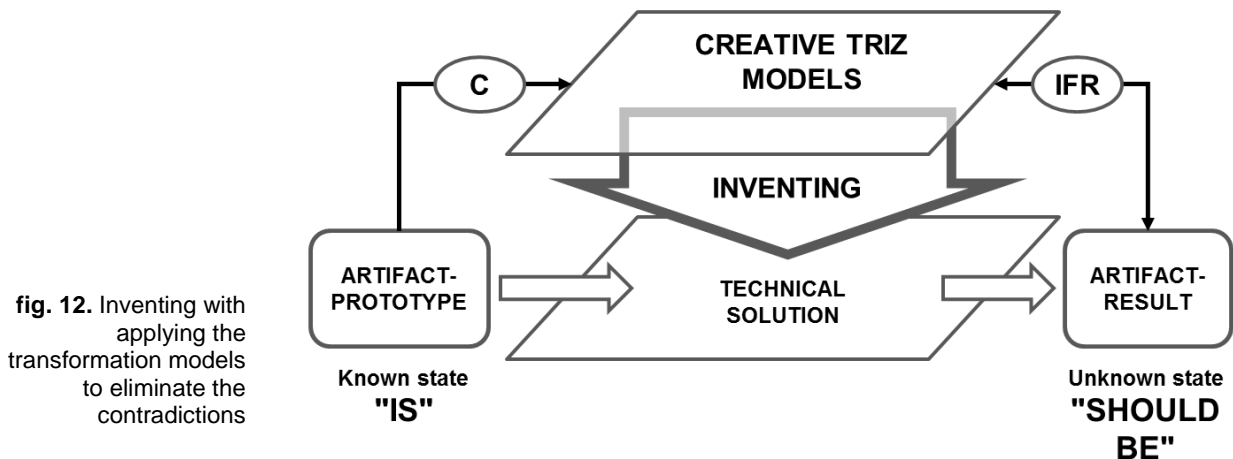 CREATIVE TRIZ
MODELS
C
IFR
INVENTING
ARTIFACT-
PROTOTYPE
TECHNICAL
SOLUTION
ARTIFACT-
RESULT
fig. 12. Inventing with
applying the
transformation models
to eliminate the
contradictions
Known state
"IS"
Unknown state
"SHOULD
BE"